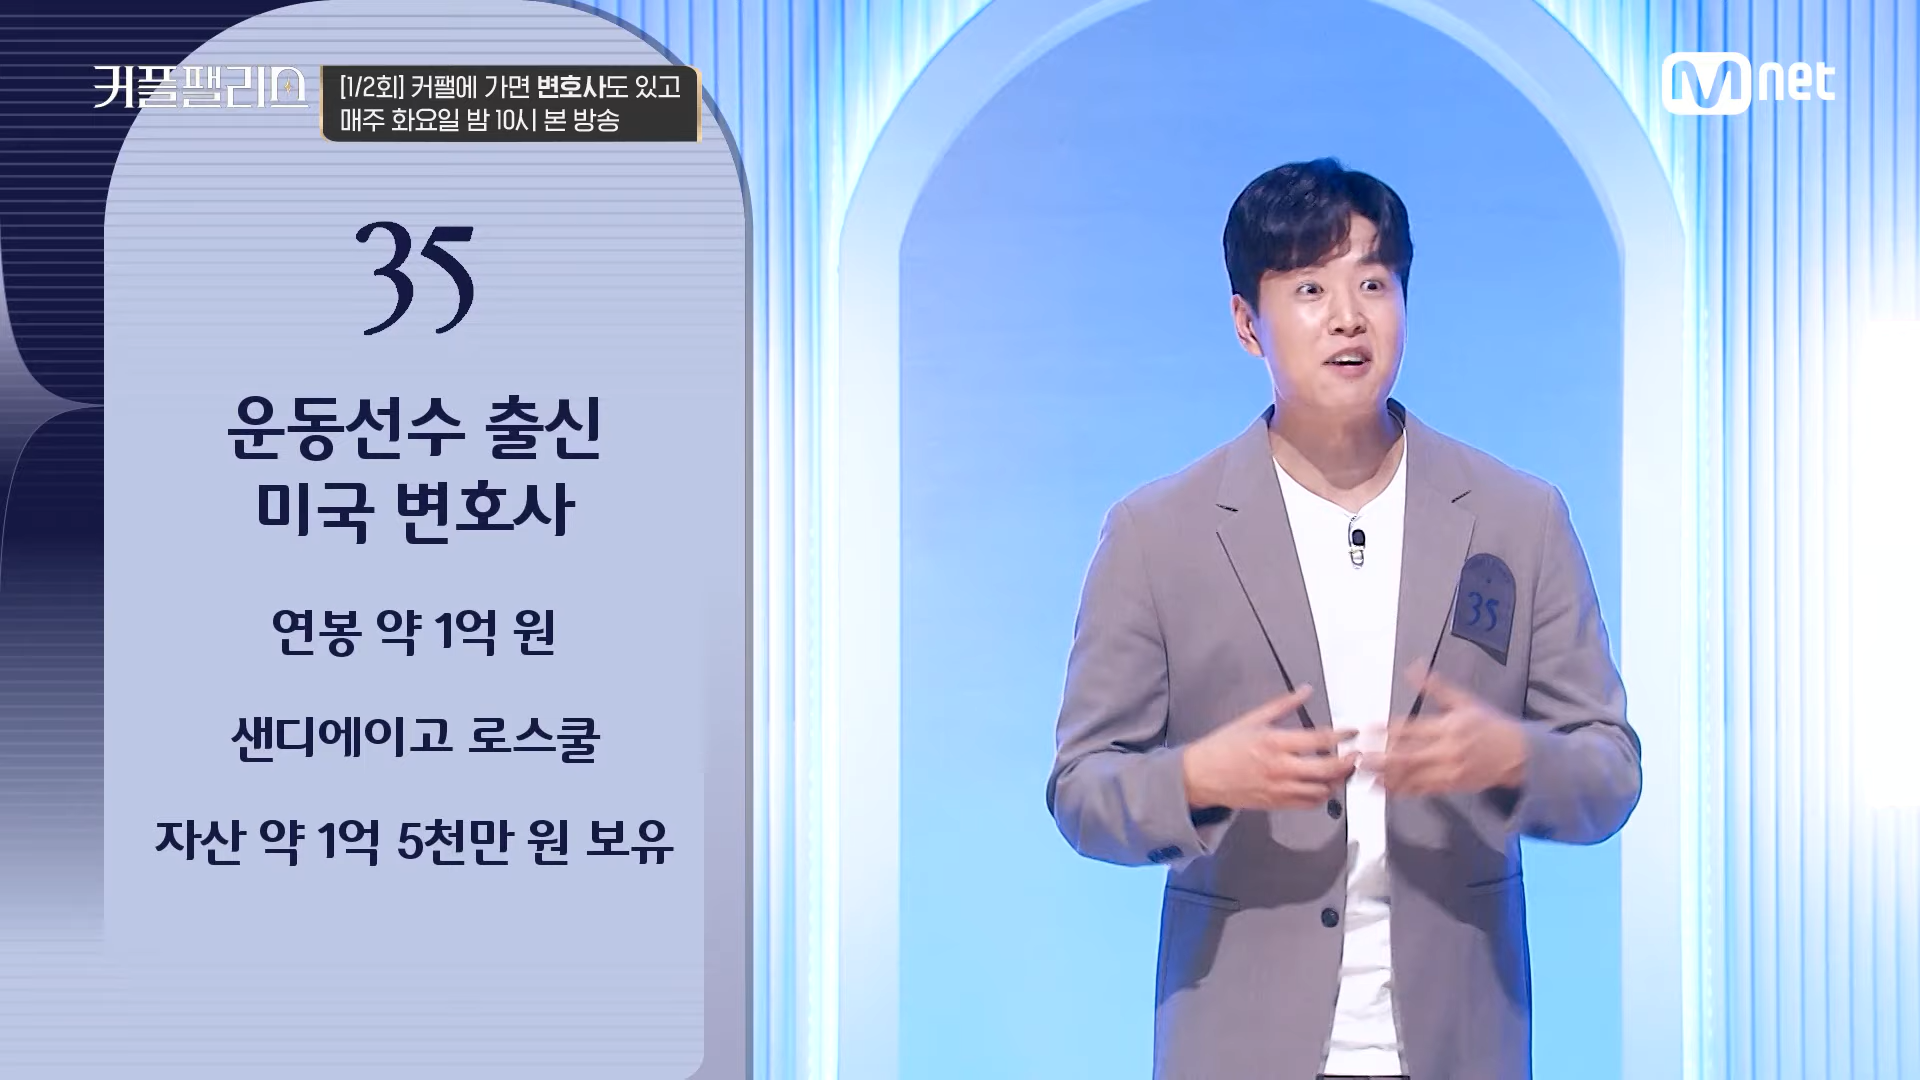 커플팰리스
[1/2회] 커팰에 가면 변호사도 있고
매주 화요일 밤 10시 본 방송
Mnet
35
운동선수 출신
미국 변호사
연봉 약 1억 원
샌디에이고 로스쿨
자산 약 1억 5천만 원 보유
35